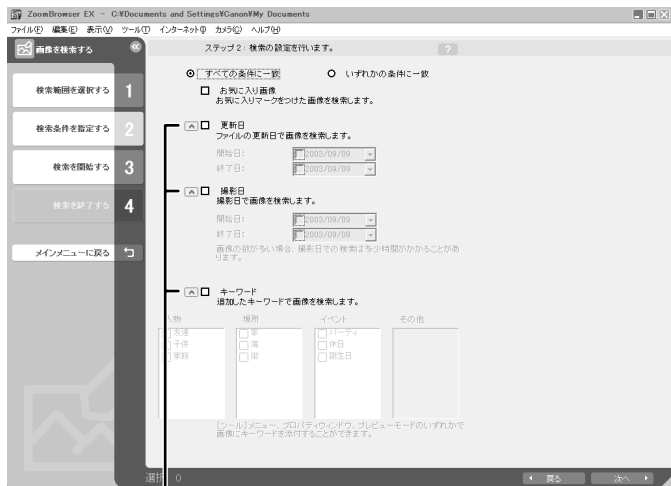 ZoomBrowser EX - C:¥Documents and Settings¥Canon¥My Documents
ファイル(F) 編集(E) 表示(V) ツール(T) インターネット(I) カメラ(C) ヘルプ(H)
画像を検索する
ステップ2：検索の設定を行います。 ?
すべての条件に一致 いずれかの条件に一致
検索範囲を選択する 1
お気に入り画像
お気に入りマークをつけた画像を検索します。
検索条件を指定する 2
更新日
ファイルの更新日で画像を検索します。
開始日: 2003/09/09
終了日: 2003/09/09
検索を開始する 3
撮影日
撮影日で画像を検索します。
開始日: 2003/09/09
終了日: 2003/09/09
画像の数が多い場合、撮影日での検索は多少時間がかかることがあ
ります。
検索を終了する 4
メインメニューに戻る
キーワード
追加したキーワードで画像を検索します。
人物 場所 イベント その他
友達 家 パーティ
子供 海 休日
家族 誕生日
[ツール]メニュー、プロパティウィンドウ、プレビューモードのいずれかで
画像にキーワードを添付することができます。
選択 0
戻る 次へ